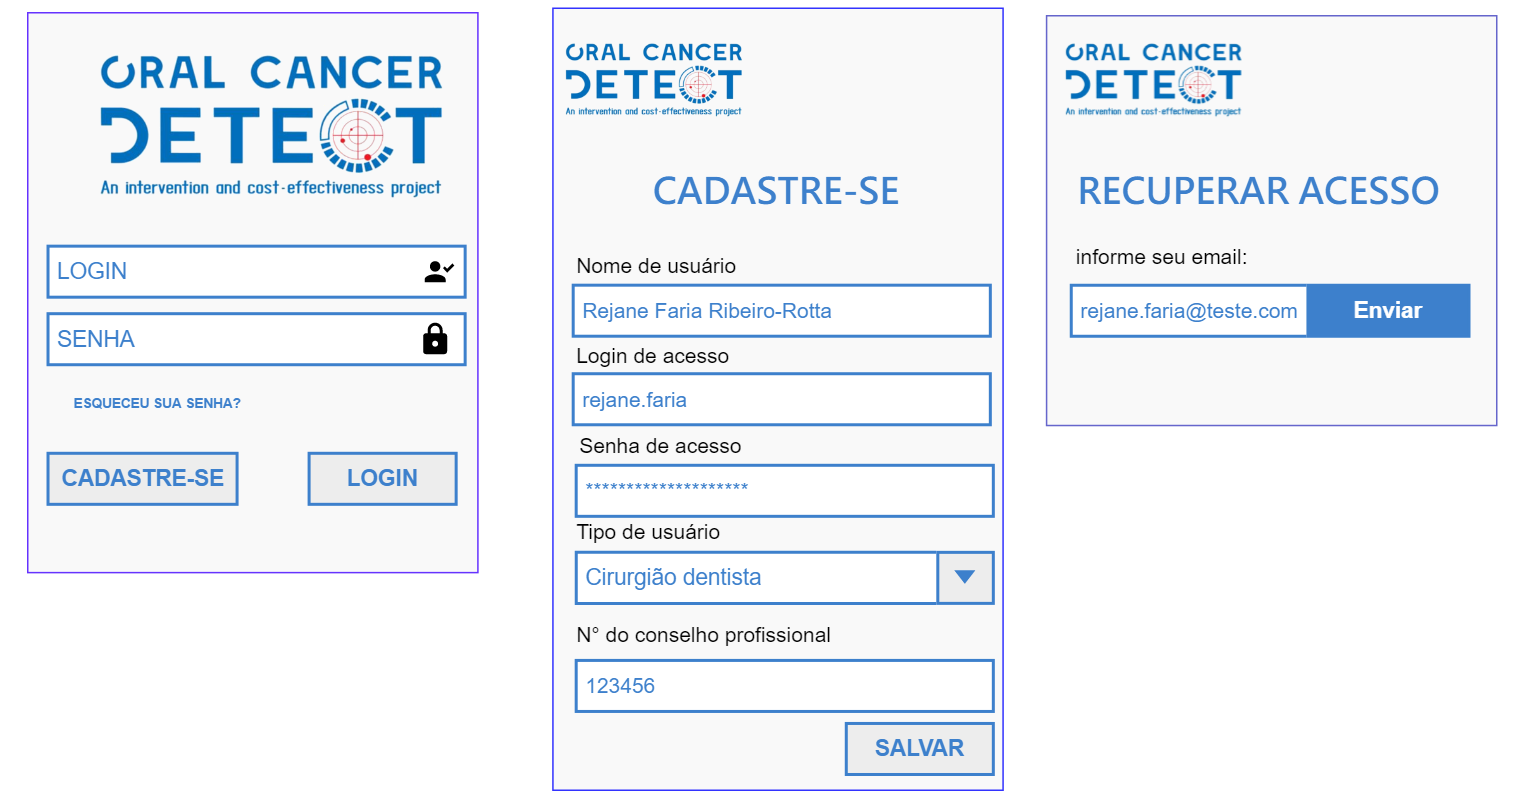 ORAL CANCER
DETECT
An intervention and cost-effectiveness project
LOGIN
SENHA
ESQUECEU SUA SENHA?
CADASTRE-SE
LOGIN
ORAL CANCER
DETECT
An intervention and cost-effectiveness project
CADASTRE-SE
Nome de usuário
Rejane Faria Ribeiro-Rotta
Login de acesso
rejane.faria
Senha de acesso
********************
Tipo de usuário
Cirurgião dentista
N° do conselho profissional
123456
SALVAR
ORAL CANCER
DETECT
An intervention and cost-effectiveness project
RECUPERAR ACESSO
informe seu email:
rejane.faria@teste.com
Enviar